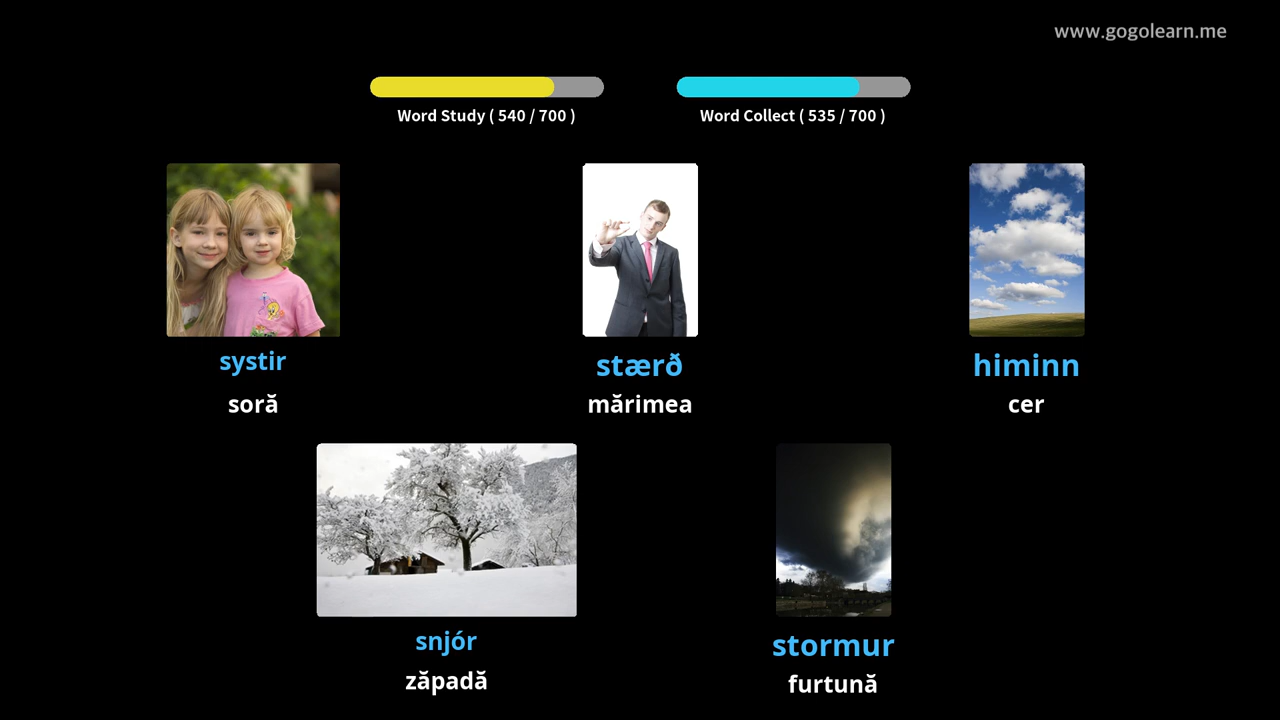 www.gogolearn.me
Word Study ( 540 / 700 )
Word Collect ( 535 / 700 )
systir
stærð
himinn
soră
mărimea
cer
snjór
stormur
zăpadă
furtună